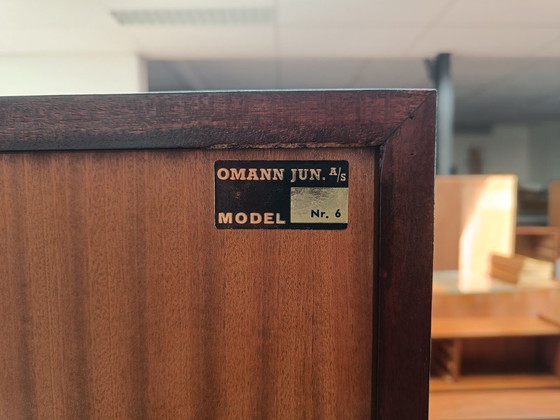 OMANN JUN. A/S
MODEL Nr. 6